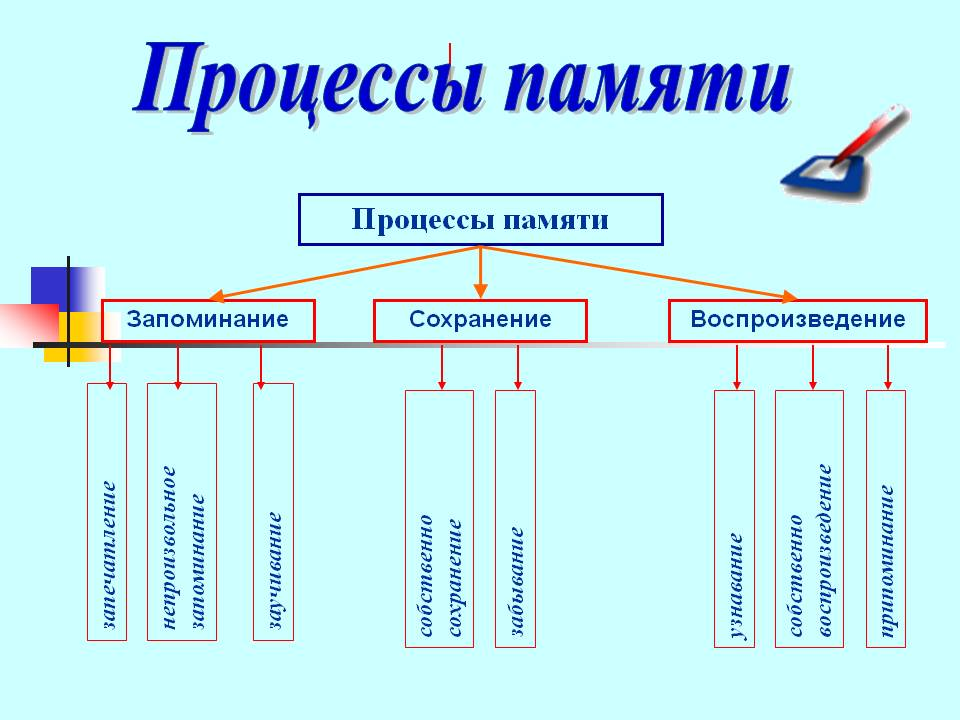 Процессы памяти
Процессы памяти
Запоминание
Сохранение
Воспроизведение
запечатление
непроизвольное
запоминание
заучивание
собственно
сохранение
забывание
узнавание
собственно
воспроизведение
припоминание